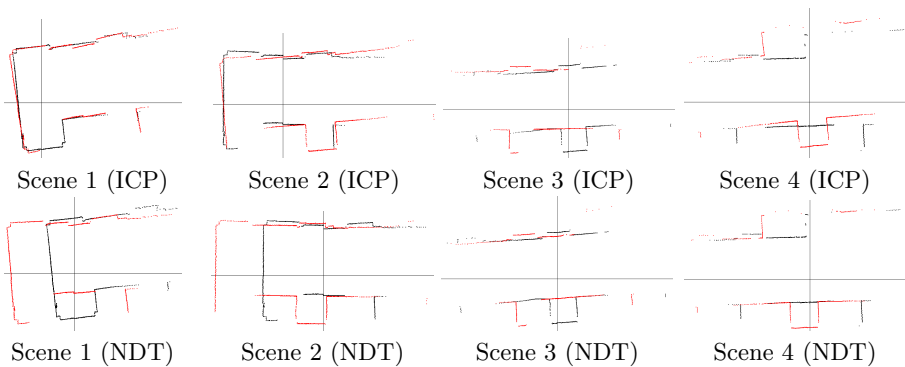 Scene 1 (ICP) Scene 2 (ICP) Scene 3 (ICP) Scene 4 (ICP)
Scene 1 (NDT) Scene 2 (NDT) Scene 3 (NDT) Scene 4 (NDT)